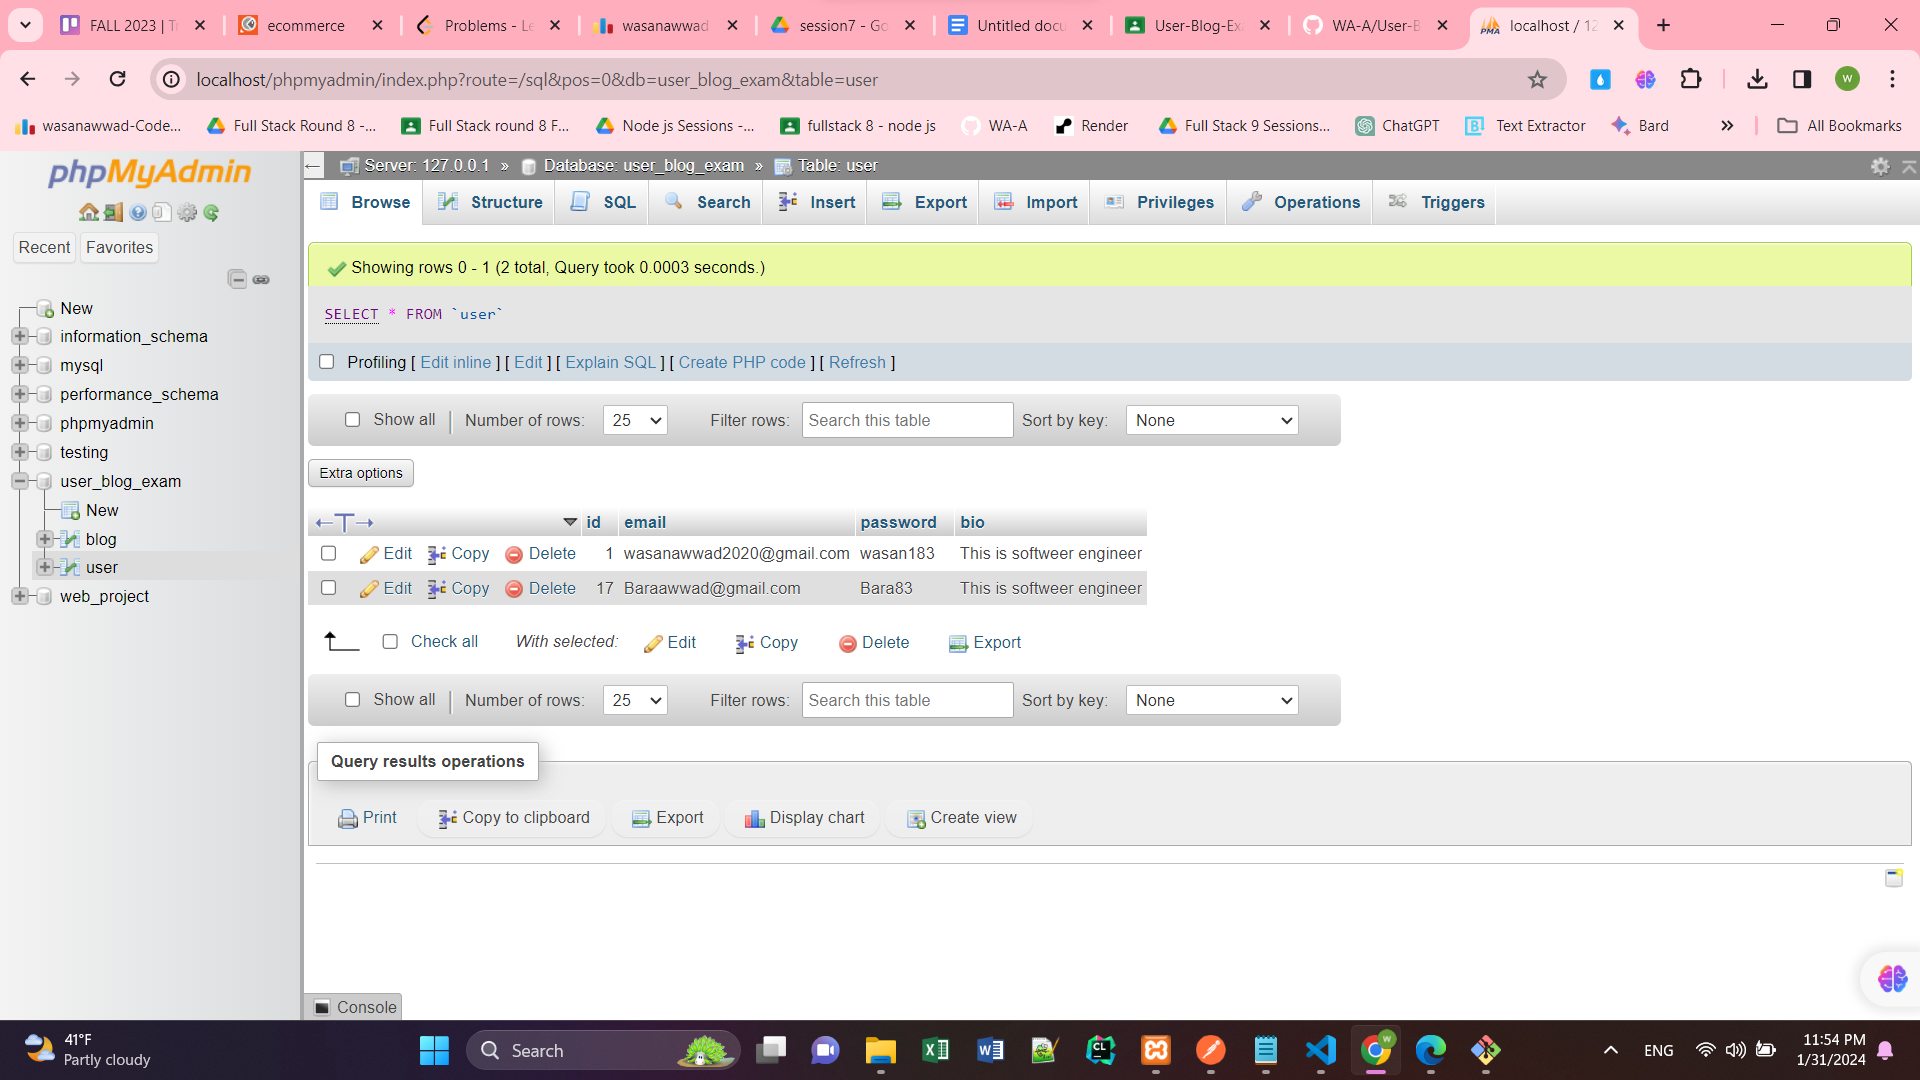 FALL 2023 | Tr
ecommerce
Problems - Le
wasanawwad
session7 - Go
Untitled docu
User-Blog-Exa
WA-A/User-B
PMA
localhost / 12
localhost/phpmyadmin/index.php?route=/sql&pos=0&db=user_blog_exam&table=user
W
wasanawwad-Code...
Full Stack Round 8 -...
Full Stack round 8 F...
Node js Sessions -...
fullstack 8 - node js
WA-A
Render
Full Stack 9 Sessions...
ChatGPT
Text Extractor
Bard
All Bookmarks
phpMyAdmin
Recent
Favorites
New
information_schema
mysql
performance_schema
phpmyadmin
testing
user_blog_exam
New
blog
user
web_project
Server: 127.0.0.1 » Database: user_blog_exam » Table: user
Browse
Structure
SQL
Search
Insert
Export
Import
Privileges
Operations
Triggers
Showing rows 0 - 1 (2 total, Query took 0.0003 seconds.)
SELECT * FROM `user`
Profiling [ Edit inline ] [ Edit ] [ Explain SQL ] [ Create PHP code ] [ Refresh ]
Show all Number of rows: 25 Filter rows: Search this table Sort by key: None
Extra options
id email password bio
Edit Copy Delete 1 wasanawwad2020@gmail.com wasan183 This is softweer engineer
Edit Copy Delete 17 Baraawwad@gmail.com Bara83 This is softweer engineer
Check all With selected: Edit Copy Delete Export
Show all Number of rows: 25 Filter rows: Search this table Sort by key: None
Query results operations
Print Copy to clipboard Export Display chart Create view
Console
41°F
Partly cloudy
Search
CL
W
ENG
11:54 PM
1/31/2024